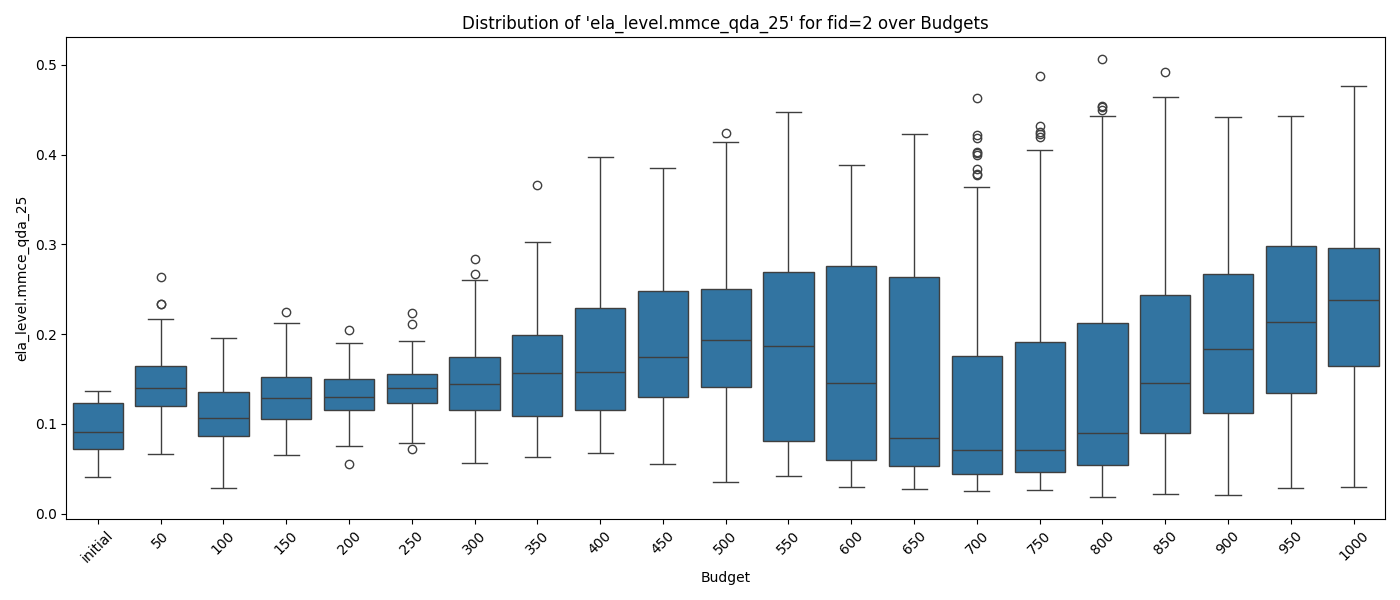 Distribution of 'ela_level.mmce_qda_25' for fid=2 over Budgets
ela_level.mmce_qda_25
0.5
0.4
0.3
0.2
0.1
0.0
initial 50 100 150 200 250 300 350 400 450 500 550 600 650 700 750 800 850 900 950 1000
Budget